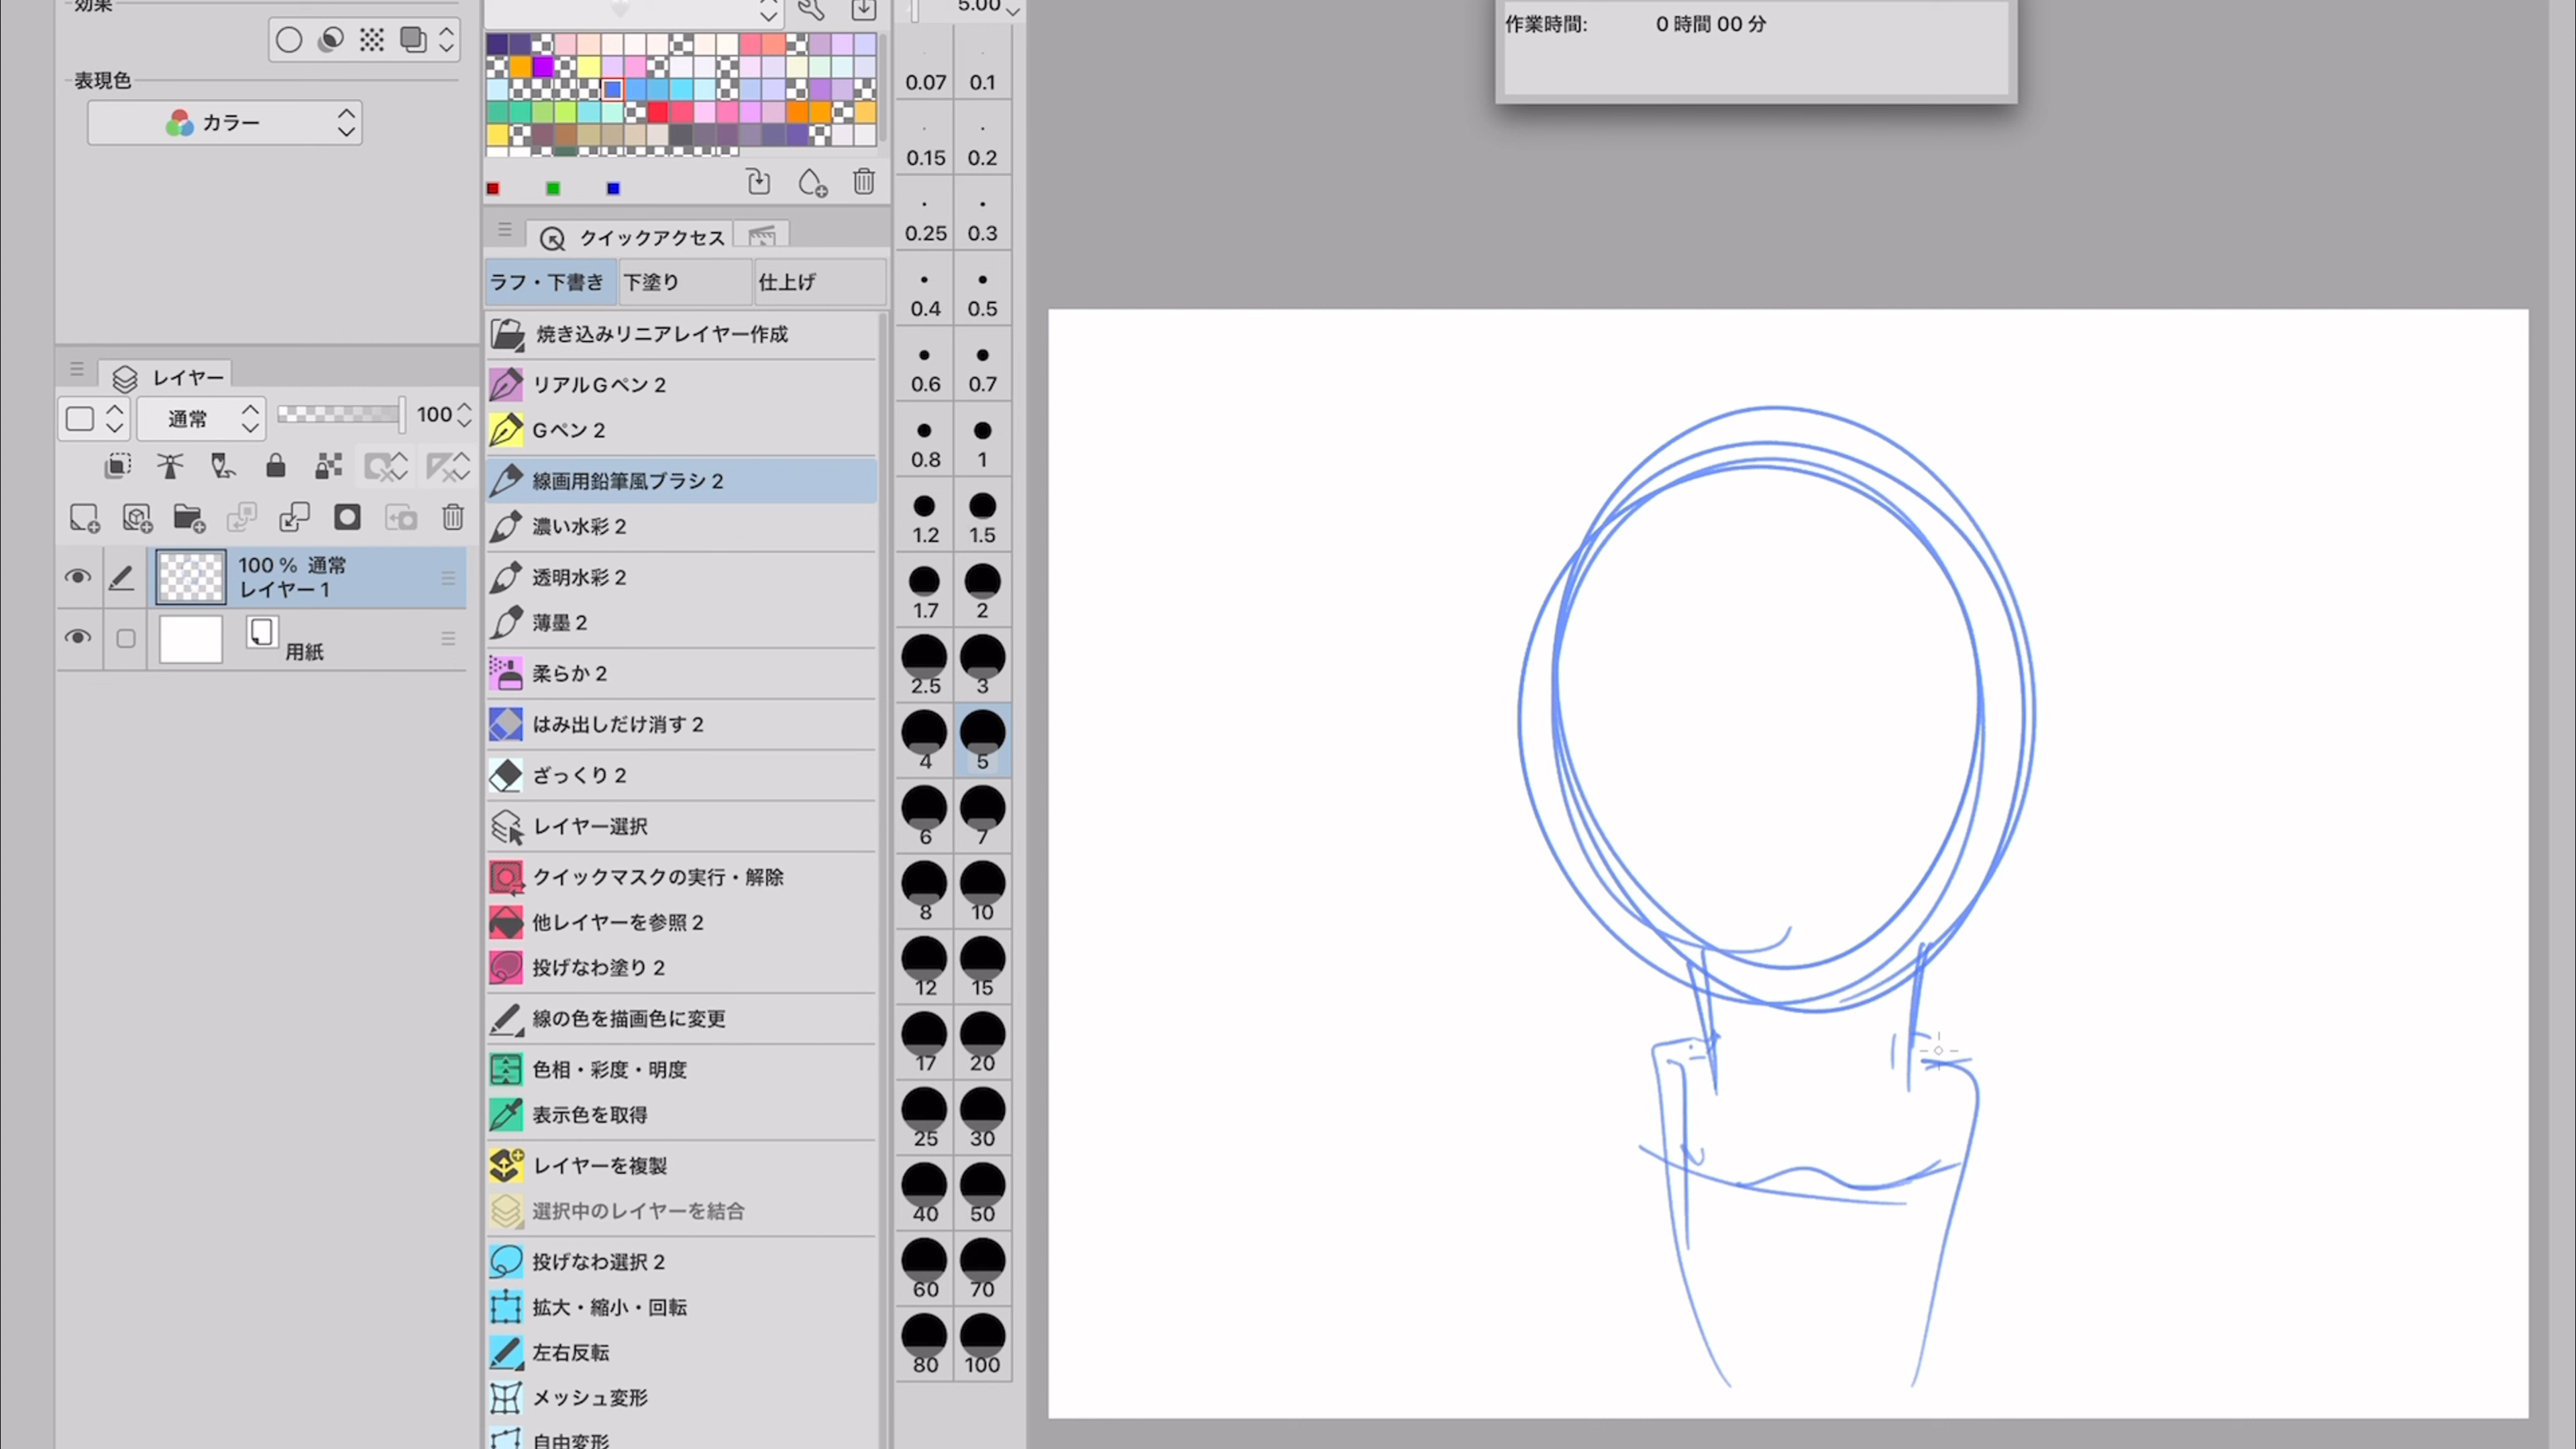 効果
表現色
カラー
レイヤー
通常
100
100 % 通常
レイヤー 1
用紙
クイックアクセス
ラフ・下書き
下塗り
仕上げ
焼き込みリニアレイヤー作成
リアルGペン 2
Gペン 2
線画用鉛筆風ブラシ 2
濃い水彩 2
透明水彩 2
薄墨 2
柔らか 2
はみ出しだけ消す 2
ざっくり 2
レイヤー選択
クイックマスクの実行・解除
他レイヤーを参照 2
投げなわ塗り 2
線の色を描画色に変更
色相・彩度・明度
表示色を取得
レイヤーを複製
選択中のレイヤーを結合
投げなわ選択 2
拡大・縮小・回転
左右反転
メッシュ変形
自由変形
5.00
0.07 0.1
0.15 0.2
0.25 0.3
0.4 0.5
0.6 0.7
0.8 1
1.2 1.5
1.7 2
2.5 3
4 5
6 7
8 10
12 15
17 20
25 30
40 50
60 70
80 100
作業時間: 0 時間 00 分